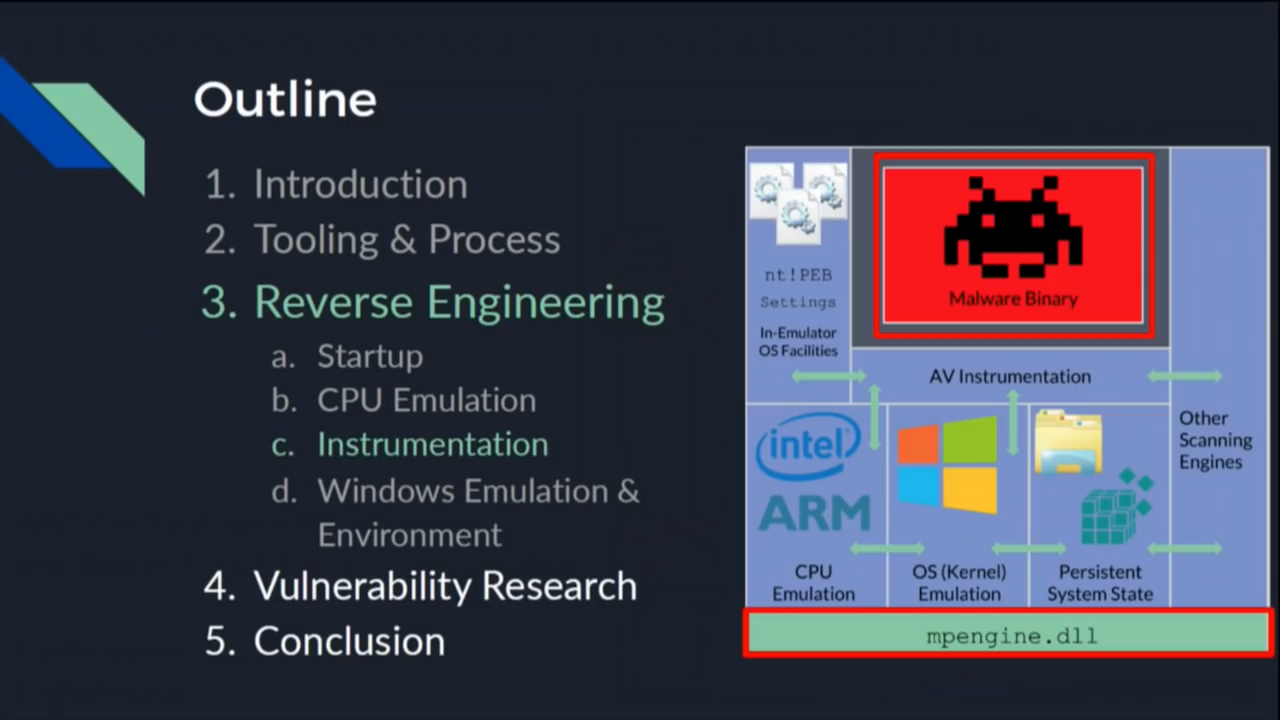 Outline
1. Introduction
2. Tooling & Process
3. Reverse Engineering
a. Startup
b. CPU Emulation
c. Instrumentation
d. Windows Emulation &
Environment
4. Vulnerability Research
5. Conclusion
nt!PEB
Settings
In-Emulator
OS Facilities
Malware Binary
AV Instrumentation
Other
Scanning
Engines
intel
ARM
CPU
Emulation
OS (Kernel)
Emulation
Persistent
System State
mpengine.dll